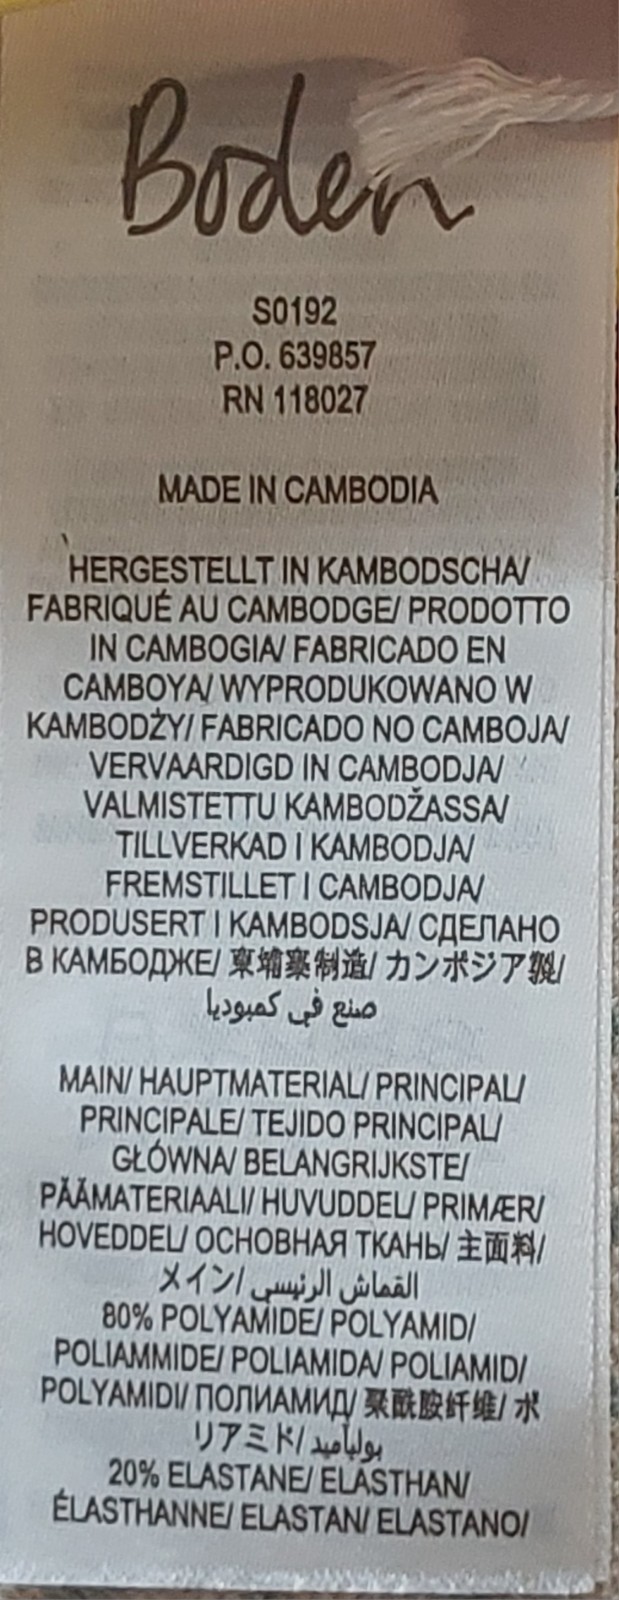 Boden
S0192
P.O. 639857
RN 118027
MADE IN CAMBODIA
HERGESTELLT IN KAMBODSCHA/
FABRIQUÉ AU CAMBODGE/ PRODOTTO
IN CAMBOGIA/ FABRICADO EN
CAMBOYA/ WYPRODUKOWANO W
KAMBODŻY/ FABRICADO NO CAMBOJA/
VERVAARDIGD IN CAMBODJA/
VALMISTETTU KAMBODŽASSA/
TILLVERKAD I KAMBODJA/
FREMSTILLET I CAMBODJA/
PRODUSERT I KAMBODSJA/ СДЕЛАНО
В КАМБОДЖЕ/ 柬埔寨制造/ カンボジア製/
صنع في كمبوديا
MAIN/ HAUPTMATERIAL/ PRINCIPAL/
PRINCIPALE/ TEJIDO PRINCIPAL/
GŁÓWNA/ BELANGRIJKSTE/
PÄÄMATERIAALI/ HUVUDDEL/ PRIMÆR/
HOVEDDEL/ ОСНОВНАЯ ТКАНЬ/ 主面料/
メイン/ القماش الرئيسي
80% POLYAMIDE/ POLYAMID/
POLIAMMIDE/ POLIAMIDA/ POLIAMID/
POLYAMIDI/ ПОЛИАМИД/ 聚酰胺纤维/ ポ
リアミド/ بولياميد
20% ELASTANE/ ELASTHAN/
ÉLASTHANNE/ ELASTAN/ ELASTANO/